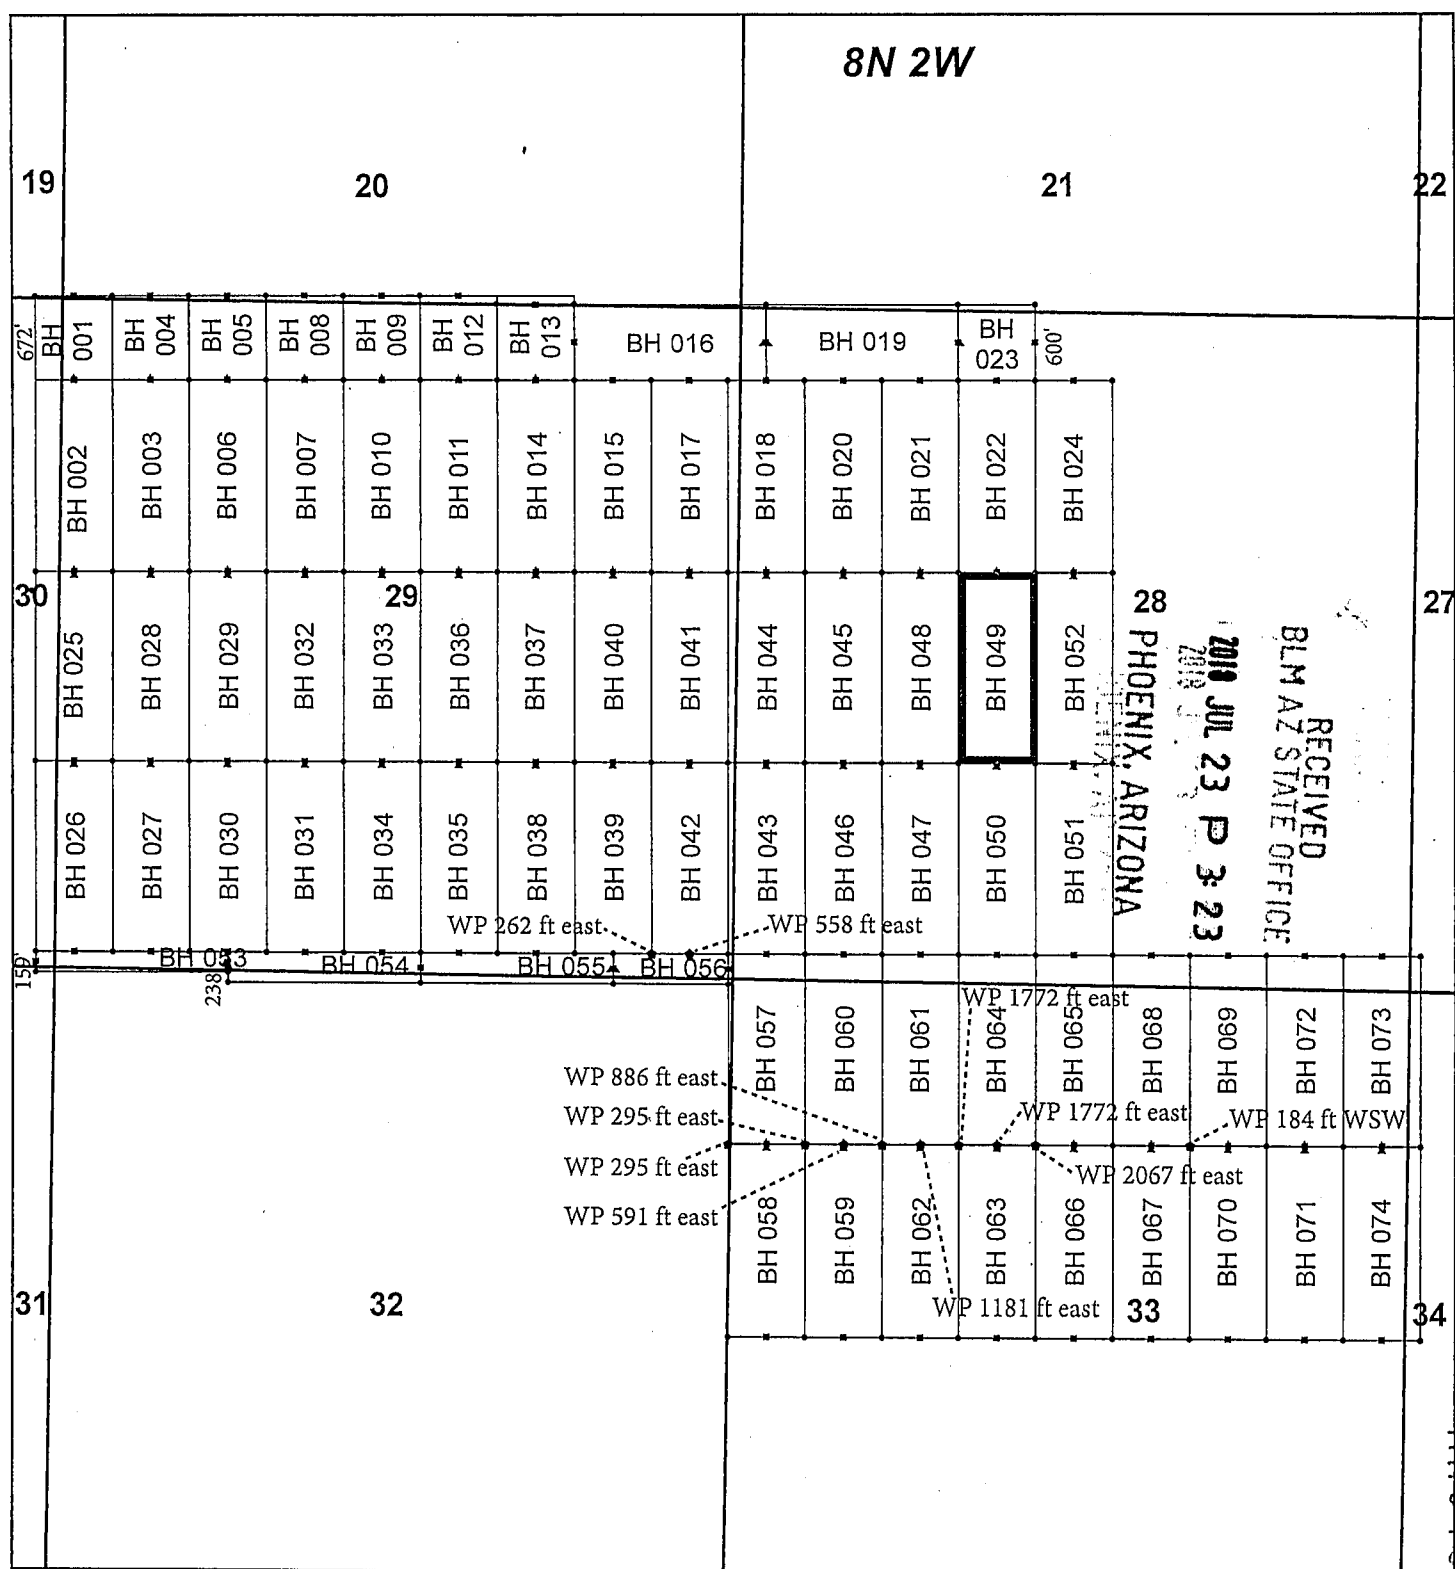 8N 2W
19
20
21
22
672'
BH
001
BH
004
BH
005
BH
008
BH
009
BH
012
BH
013
BH 016
BH 019
BH
023
600'
BH 002
BH 003
BH 006
BH 007
BH 010
BH 011
BH 014
BH 015
BH 017
BH 018
BH 020
BH 021
BH 022
BH 024
30
29
28
27
BH 025
BH 028
BH 029
BH 032
BH 033
BH 036
BH 037
BH 040
BH 041
BH 044
BH 045
BH 048
BH 049
BH 052
RECEIVED
BLM AZ STATE OFFICE
2018 JUL 23 P 3:23
PHOENIX, ARIZONA
BH 026
BH 027
BH 030
BH 031
BH 034
BH 035
BH 038
BH 039
BH 042
BH 043
BH 046
BH 047
BH 050
BH 051
WP 262 ft east
WP 558 ft east
159'
BH 053
238'
BH 054
BH 055
BH 056
WP 1772 ft east
BH 057
BH 060
BH 061
BH 064
BH 065
BH 068
BH 069
BH 072
BH 073
WP 886 ft east
WP 295 ft east
WP 1772 ft east
WP 184 ft WSW
WP 295 ft east
WP 2067 ft east
WP 591 ft east
BH 058
BH 059
BH 062
BH 063
BH 066
BH 067
BH 070
BH 071
BH 074
WP 1181 ft east
31
32
33
34